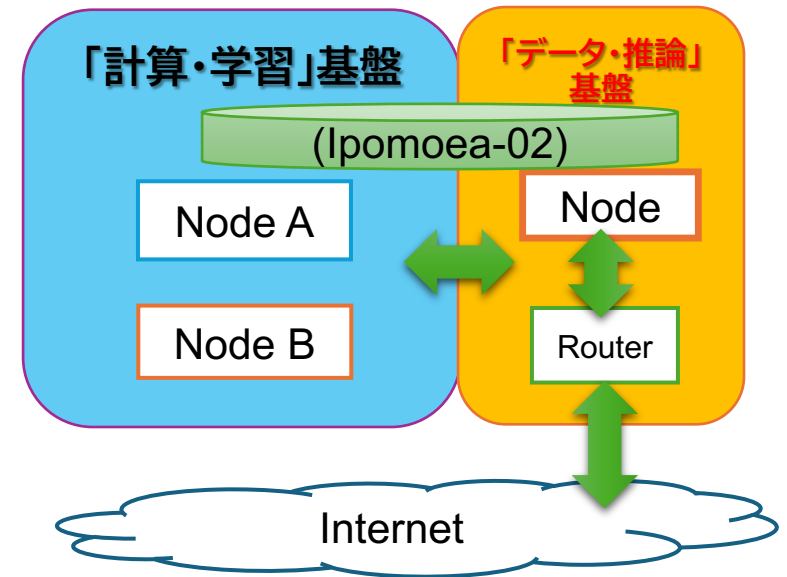 「計算・学習」基盤
「データ・推論」
基盤
(Ipomoea-02)
Node A
Node
Node B
Router
Internet